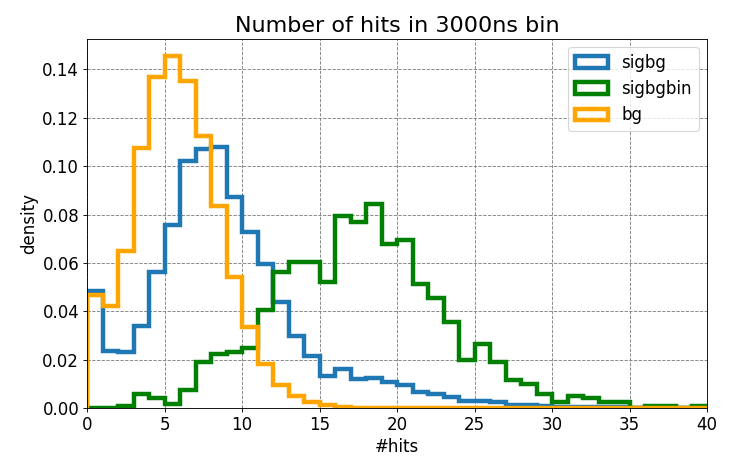 Number of hits in 3000ns bin
sigbg
sigbgbin
bg
density
0.14
0.12
0.10
0.08
0.06
0.04
0.02
0.00
0 5 10 15 20 25 30 35 40
#hits